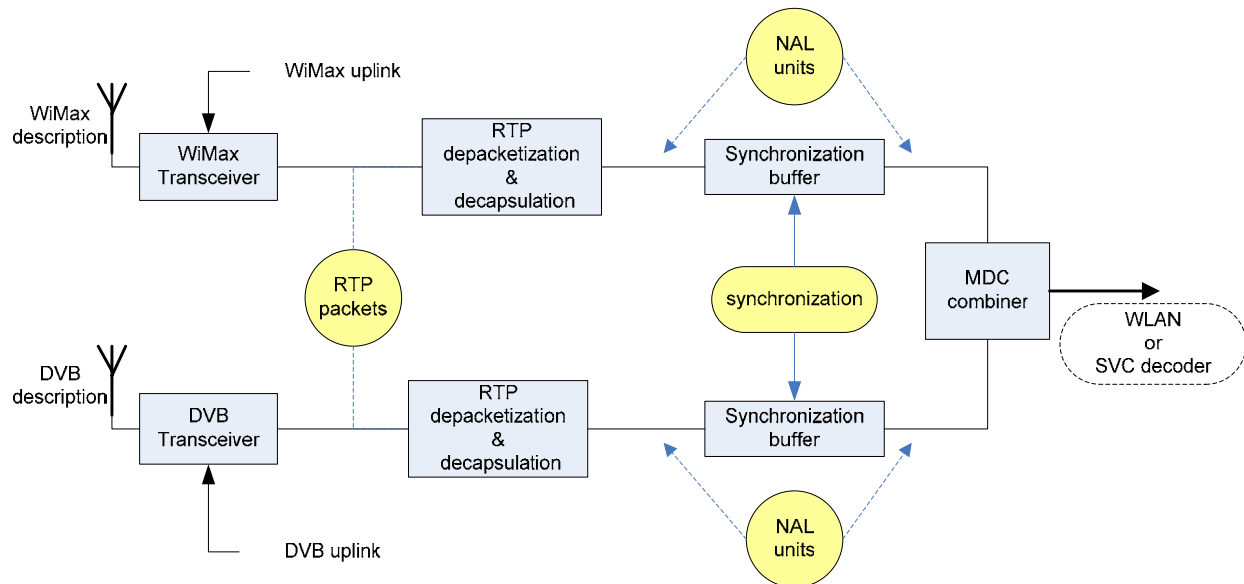 NAL
units
WiMax uplink
WiMax
description
WiMax
Transceiver
RTP
depacketization
&
decapsulation
Synchronization
buffer
RTP
packets
synchronization
MDC
combiner
WLAN
or
SVC decoder
DVB
description
DVB
Transceiver
RTP
depacketization
&
decapsulation
Synchronization
buffer
NAL
units
DVB uplink